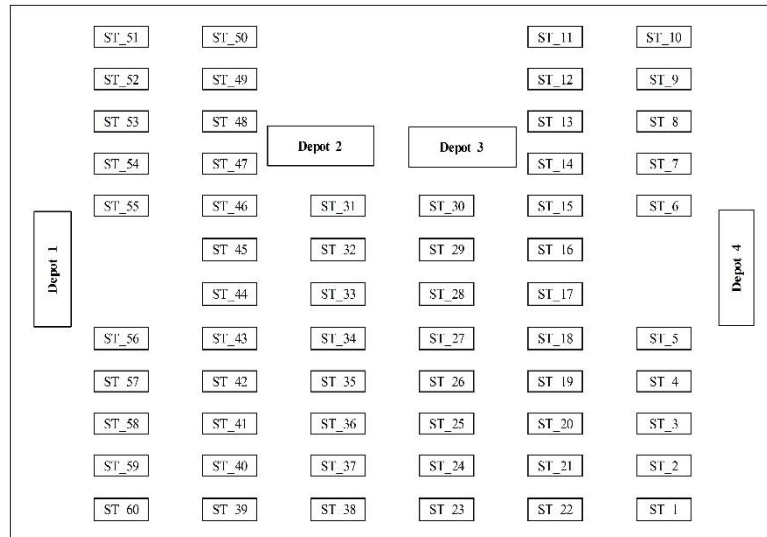 ST_51 ST_50 ST_11 ST_10
ST_52 ST_49 ST_12 ST_9
ST_53 ST_48 ST_13 ST_8
Depot 2 Depot 3
ST_54 ST_47 ST_14 ST_7
ST_55 ST_46 ST_31 ST_30 ST_15 ST_6
ST_45 ST_32 ST_29 ST_16
Depot 1 Depot 4
ST_44 ST_33 ST_28 ST_17
ST_56 ST_43 ST_34 ST_27 ST_18 ST_5
ST_57 ST_42 ST_35 ST_26 ST_19 ST_4
ST_58 ST_41 ST_36 ST_25 ST_20 ST_3
ST_59 ST_40 ST_37 ST_24 ST_21 ST_2
ST_60 ST_39 ST_38 ST_23 ST_22 ST_1